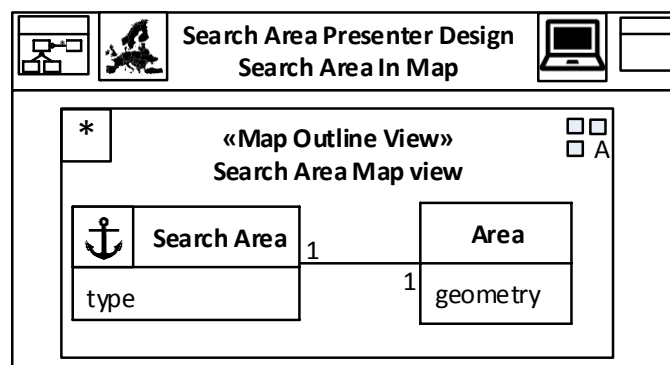 Search Area Presenter Design
Search Area In Map
*
«Map Outline View»
Search Area Map view
A
Search Area
1
Area
type
1
geometry